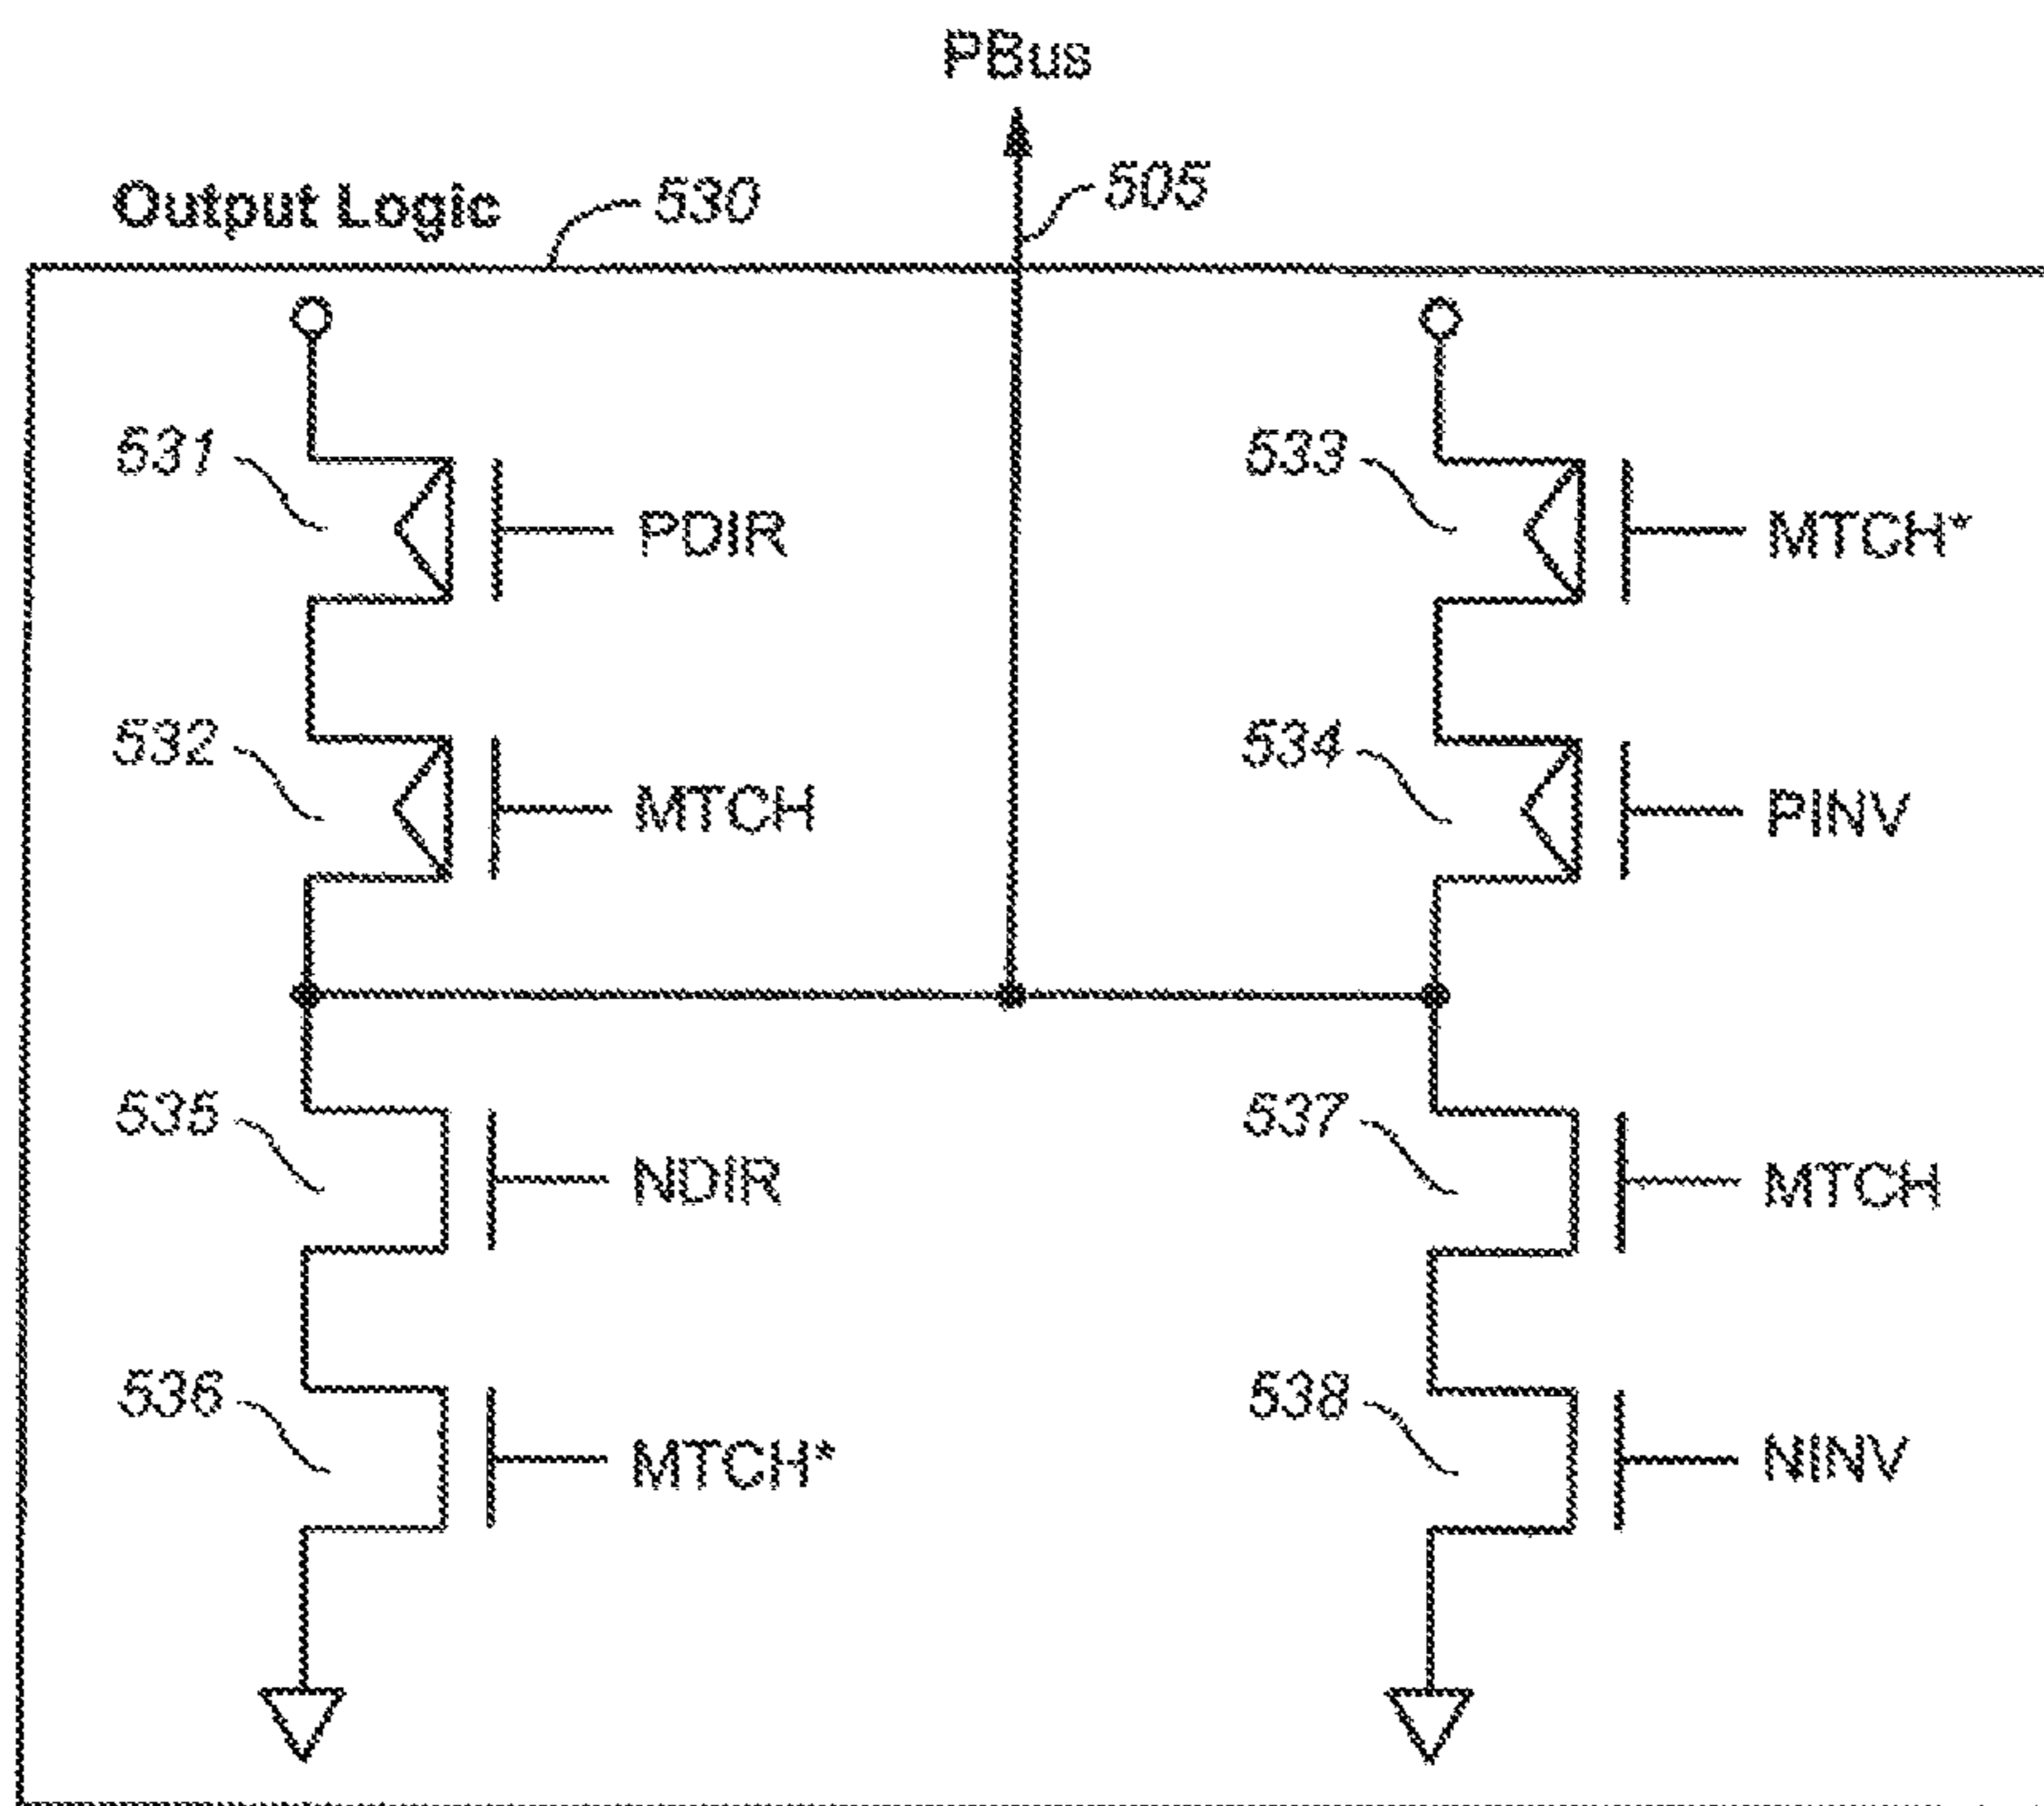 PBus
505
Output Logic
530
531
PDIR
533
MTCH*
532
MTCH
534
PINV
535
NDIR
537
MTCH
536
MTCH*
538
NINV